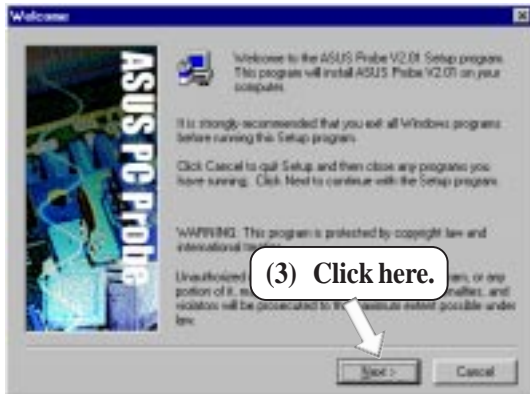 Welcome
ASUS PC Probe
Welcome to the ASUS Probe V2.01 Setup program.
This program will install ASUS Probe V2.01 on your
computer.
It is strongly recommended that you exit all Windows programs
before running this Setup program.
Click Cancel to quit Setup and then close any programs you
have running. Click Next to continue with the Setup program.
WARNING: This program is protected by copyright law and
international
Unauthorized or any
portion of it, and
violators will be prosecuted to the maximum extent possible under
law.
(3) Click here.
Next >
Cancel